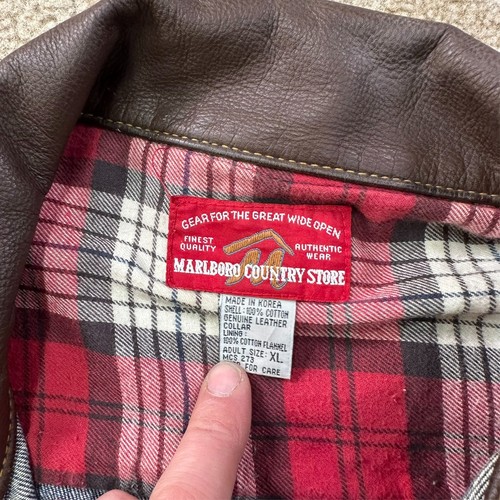 GEAR FOR THE GREAT WIDE OPEN
FINEST QUALITY
AUTHENTIC WEAR
MARLBORO COUNTRY STORE
MADE IN KOREA
SHELL: 100% COTTON
GENUINE LEATHER
COLLAR
LINING:
100% COTTON FLANNEL
ADULT SIZE: XL
MCS 273
FOR CARE